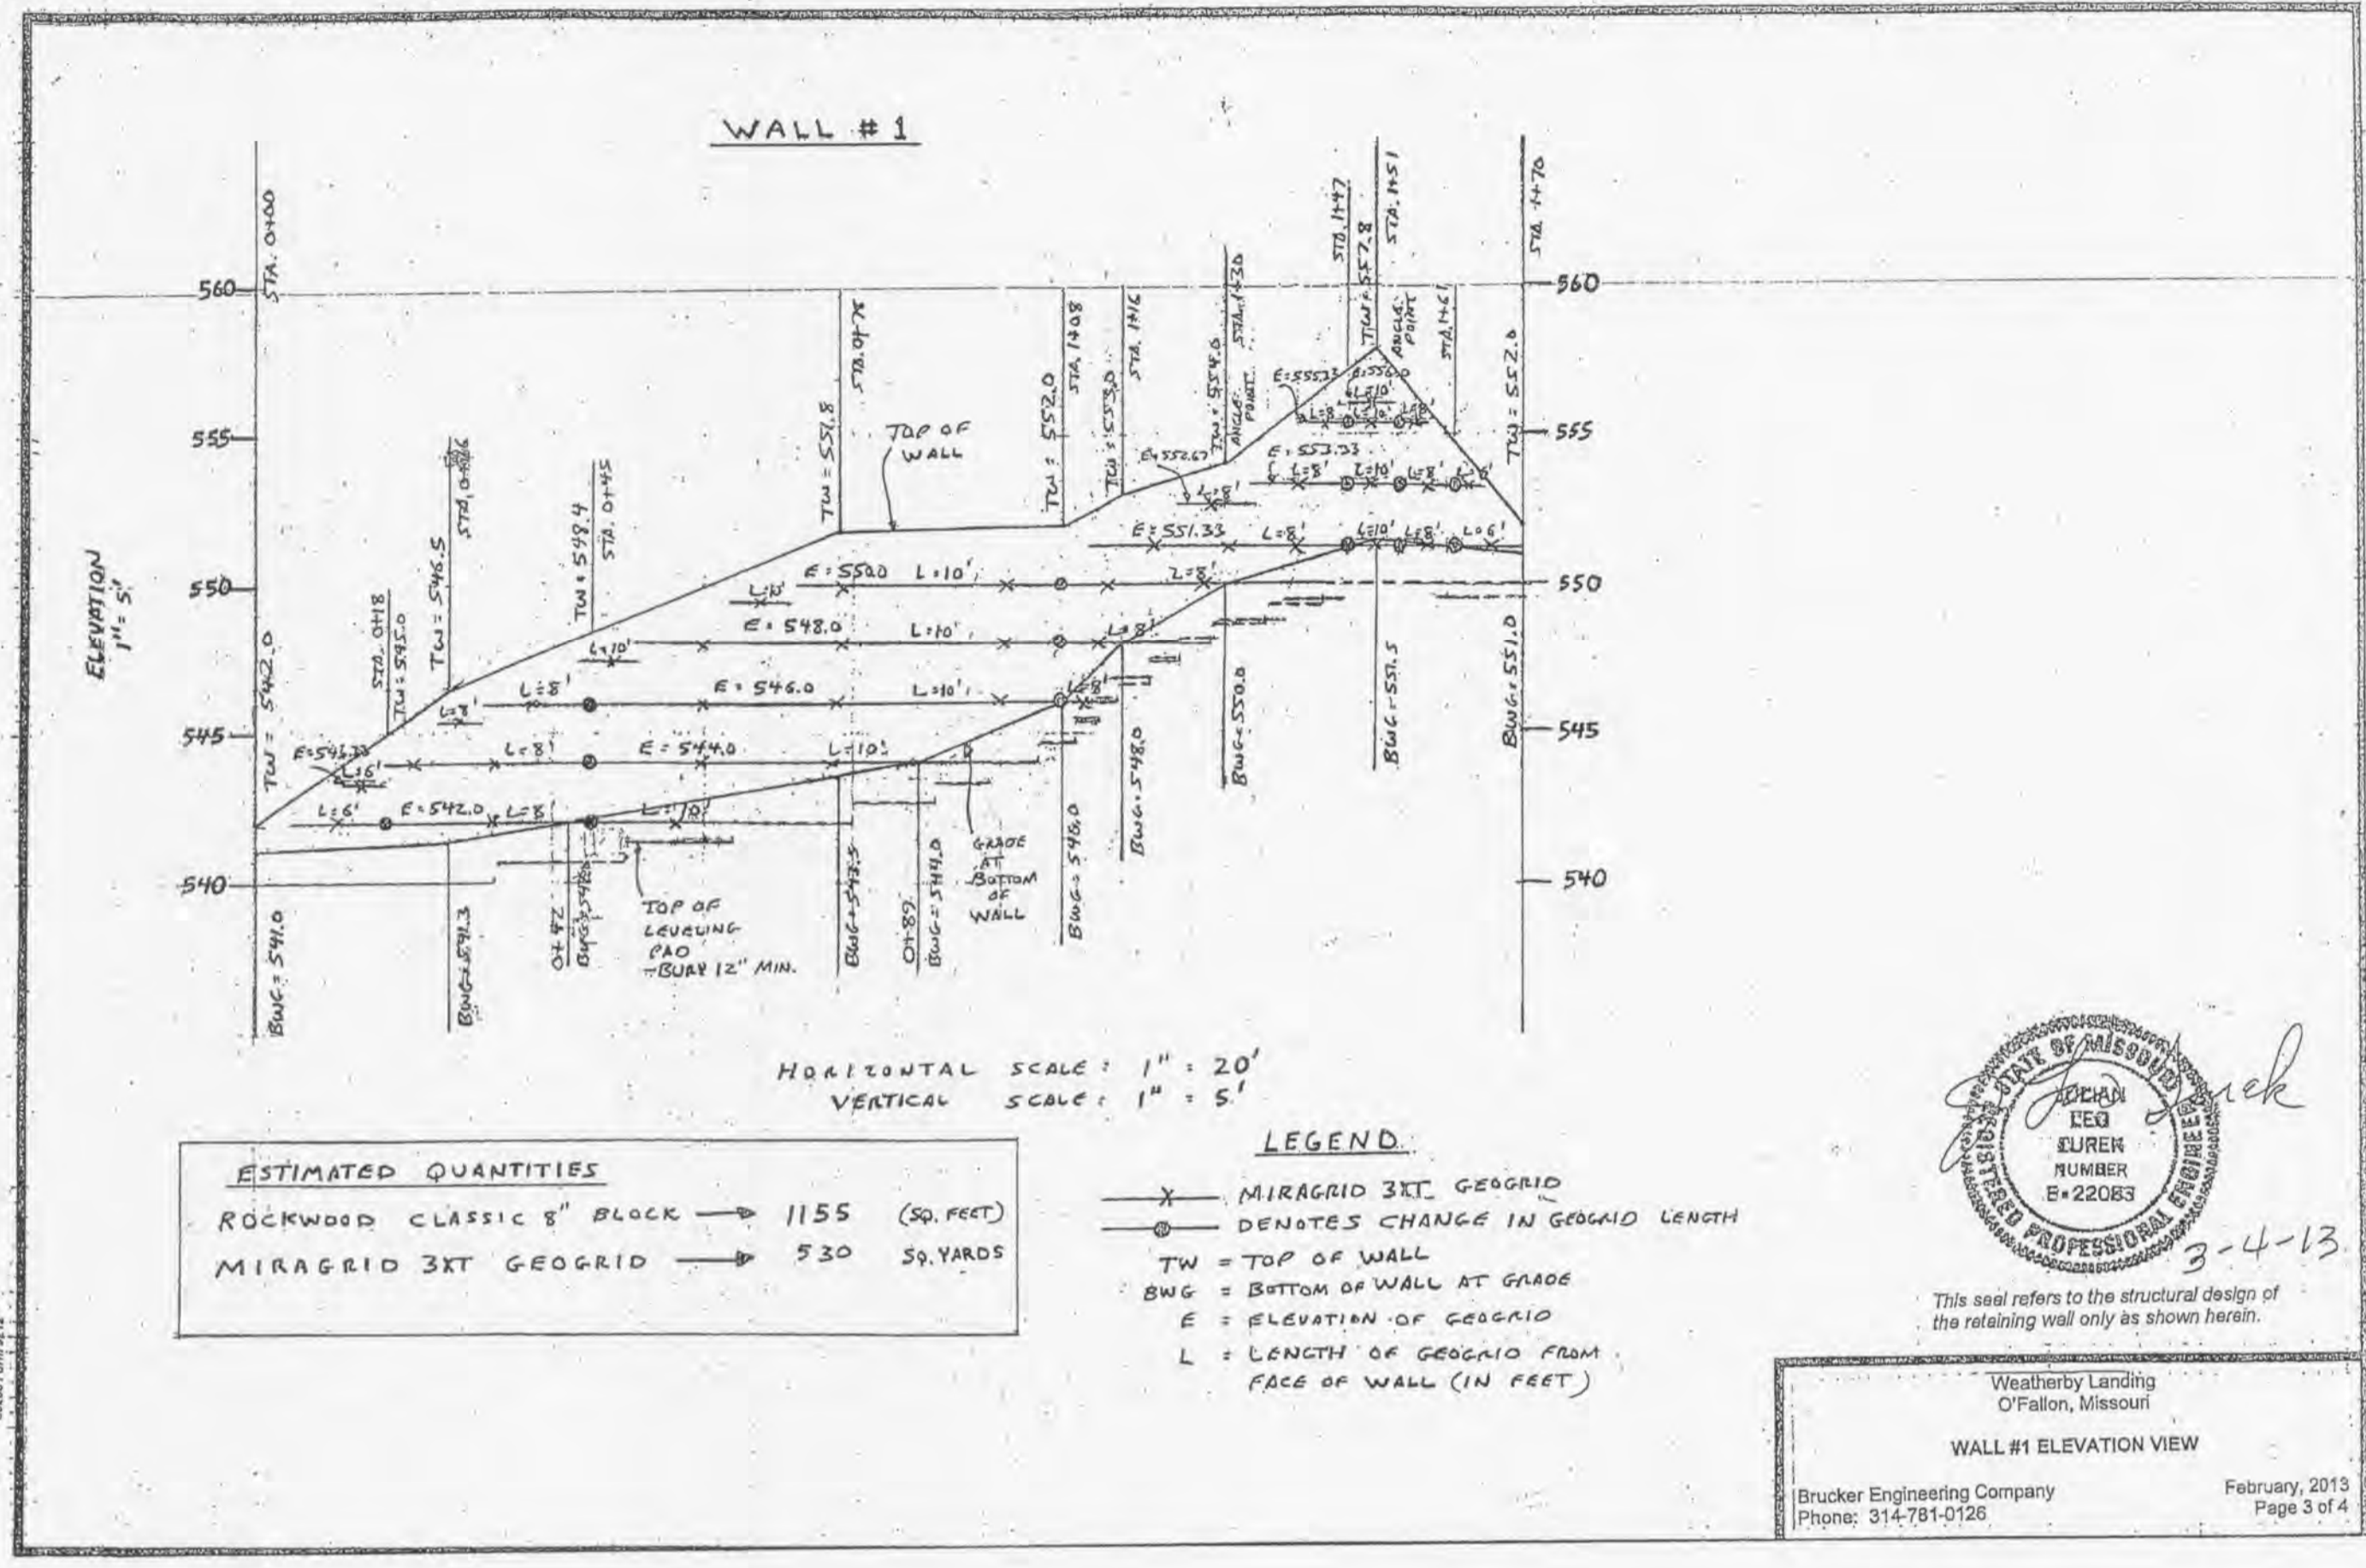 WALL #1
STA. 0+00
TW = 542.0
BWG = 541.0
STA. 0+18
TW = 545.0
TW = 546.5
BWG = 541.3
TW = 548.4
STA. 0+45
0+42
TW = 551.8
STA. 0+78
BWG = 543.5
0+89
BWG = 544.0
TOP OF
WALL
TW = 552.0
STA. 1+08
BWG = 546.0
TW = 553.0
STA. 1+16
BWG = 548.0
TW = 554.0
STA. 1+30
ANGLE
POINT
BWG = 550.0
STA. 1+47
TW = 557.8
STA. 1+51
ANGLE
POINT
BWG = 551.5
STA. 1+61
STA. 1+70
TW = 552.0
BWG = 551.0
560
555
550
545
540
560
555
550
545
540
ELEVATION
1" = 5'
E = 555.33
E = 556.0
L=10'
E = 553.33
L=8'
L=10'
L=8'
E = 552.67
L=8'
E = 551.33
L=8'
L=10'
L=8'
L=6'
E = 550.0
L=10'
L=8'
E = 548.0
L=10'
L=8'
L=10'
L=8'
E = 546.0
L=10'
L=8'
L=8'
E = 543.33
L=6'
L=8'
E = 544.0
L=10'
L=6'
E = 542.0
L=8'
L=10'
TOP OF
LEVELING
PAD
-BURY 12" MIN.
GRADE
AT
BOTTOM
OF
WALL
HORIZONTAL SCALE: 1" = 20'
VERTICAL SCALE: 1" = 5'
ESTIMATED QUANTITIES
ROCKWOOD CLASSIC 8" BLOCK → 1155 (SQ. FEET)
MIRAGRID 3XT GEOGRID → 530 SQ. YARDS
LEGEND
MIRAGRID 3XT GEOGRID
DENOTES CHANGE IN GEOGRID LENGTH
TW = TOP OF WALL
BWG = BOTTOM OF WALL AT GRADE
E = ELEVATION OF GEOGRID
L = LENGTH OF GEOGRID FROM
FACE OF WALL (IN FEET)
STATE OF MISSOURI
LEO
NUMBER
E-22083
REGISTERED PROFESSIONAL ENGINEER
3-4-13
This seal refers to the structural design of
the retaining wall only as shown herein.
Weatherby Landing
O'Fallon, Missouri
WALL #1 ELEVATION VIEW
Brucker Engineering Company
Phone: 314-781-0126
February, 2013
Page 3 of 4